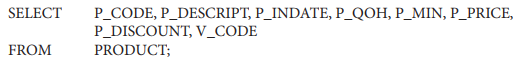 SELECT P_CODE, P_DESCRIPT, P_INDATE, P_QOH, P_MIN, P_PRICE,
P_DISCOUNT, V_CODE
FROM PRODUCT;